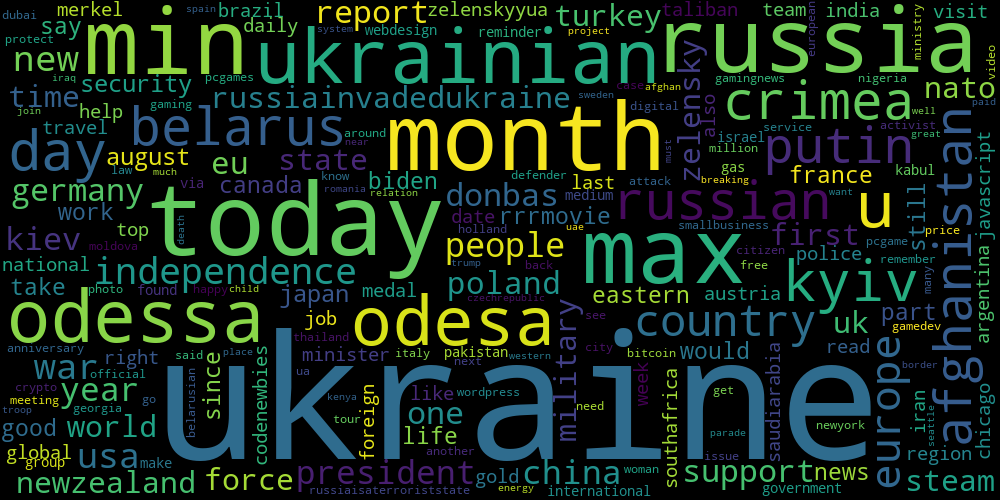 dubai spain merkel brazil report zelenskyyua turkey taliban team india european ministry visit
say daily min ukrainian system webdesign reminder project russia video
protect new security pcgames iraq gamingnews nigeria nato
time join gaming help russiainvadedukraine sweden case afghan digital zelensky also crimea well paid
day travel belarus around near month million israel service activist great
law august much eu state know romania defender attack must gas breaking putin kabul
germany via canada biden relation last medium want france
work death today donbas date rrrmovie russian smallbusiness u still afghanistan javascript
kiev top moldova holland people max first citizen police pcgame price argentina
national independence trump back poland free kyiv remember many
take photo found happy child japan medal czechrepublic eastern austria part
odessa job odesa see country uk gamedev
anniversary said place thailand minister italy pakistan western city bitcoin would read border
war official right since belarusian ua next military week saudiarabia europe iran
crypto year go codenewbies kenya foreign like wordpress need get southafrica chicago seattle
meeting troop georgia tour one ukraine parade newyork
good world life another issue region
global group usa make president gold china woman support news
newzealand force russiaisaterroriststate energy international government steam